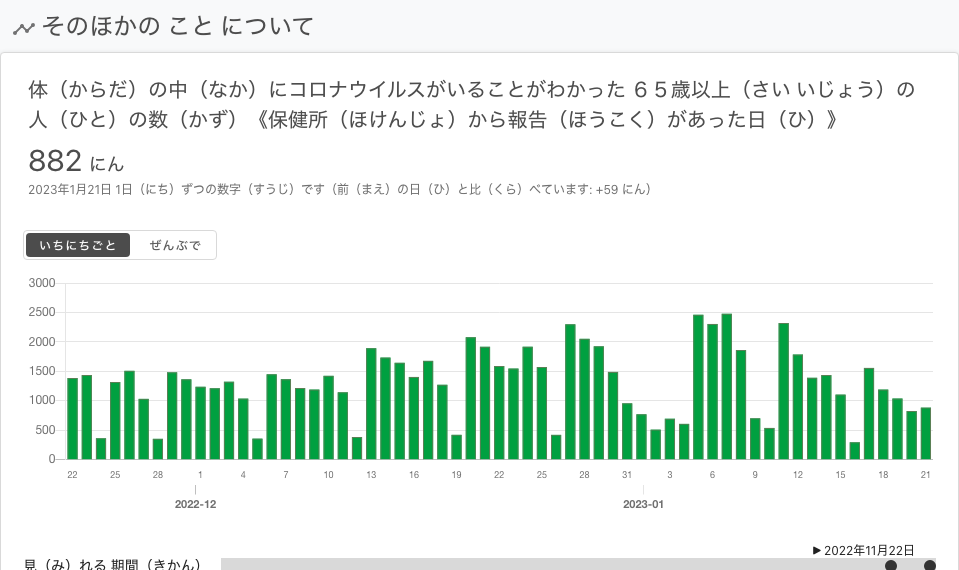 そのほかの こと について
体（からだ）の中（なか）にコロナウイルスがいることがわかった ６５歳以上（さい いじょう）の
人（ひと）の数（かず）《保健所（ほけんじょ）から報告（ほうこく）があった日（ひ）》
882 にん
2023年1月21日 1日（にち）ずつの数字（すうじ）です（前（まえ）の日（ひ）と比（くら）べています: +59 にん）
いちにちごと ぜんぶで
3000
2500
2000
1500
1000
500
0
22 25 28 1 4 7 10 13 16 19 22 25 28 31 3 6 9 12 15 18 21
2022-12 2023-01
▶ 2022年11月22日
見（み）れる 期間（きかん）